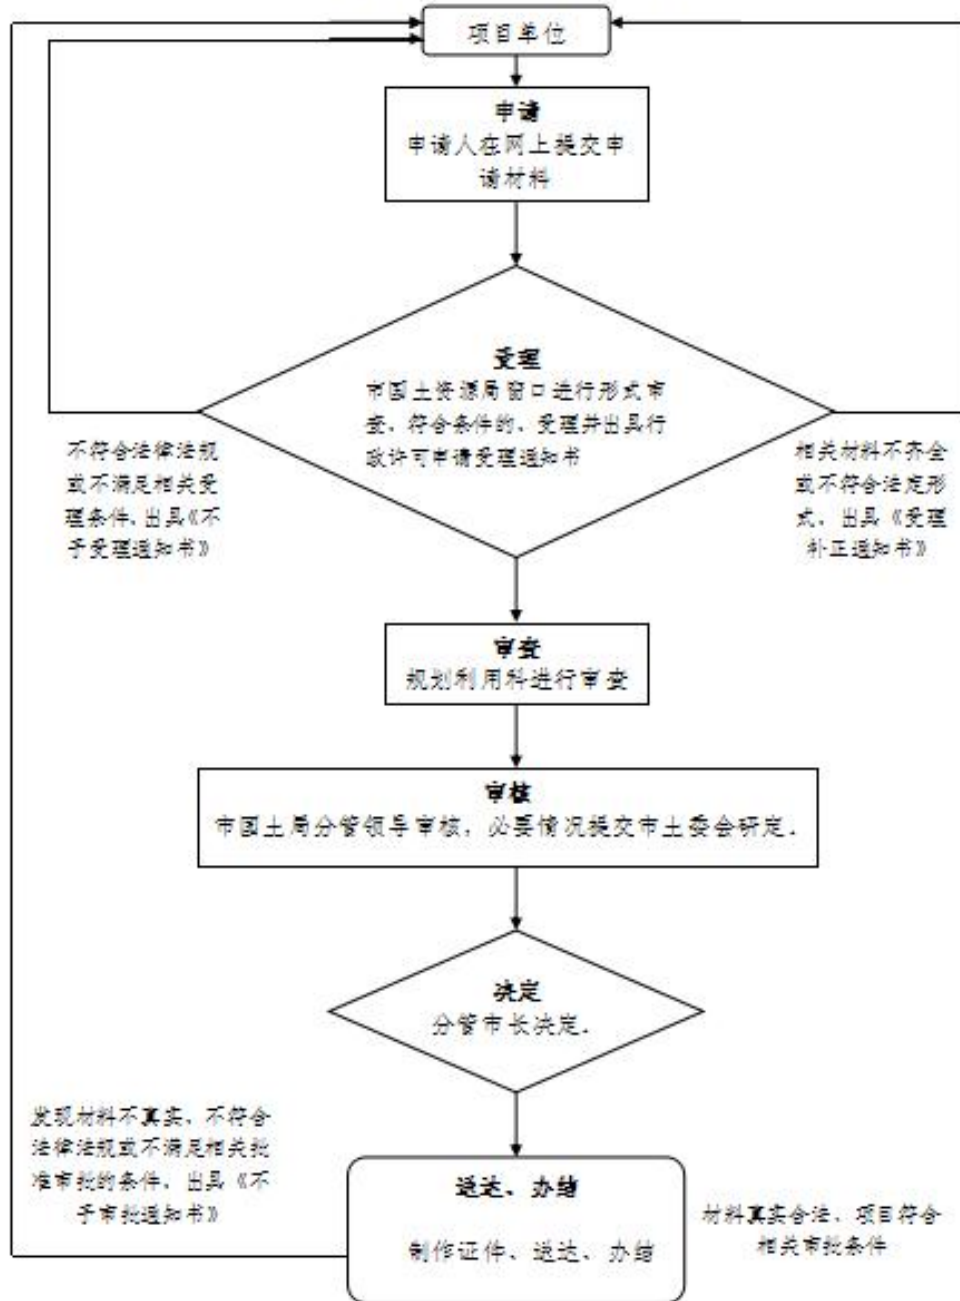 项目单位
申请
申请人在网上提交申
请材料
受理
市国土资源局窗口进行形式审
查，符合条件的，受理并出具行
政许可申请受理通知书
不符合法律法规
或不满足相关受
理条件，出具《不
予受理通知书》
相关材料不齐全
或不符合法定形
式，出具《受理
补正通知书》
审查
规划利用科进行审查
审核
市国土局分管领导审核，必要情况提交市土委会研定.
决定
分管市长决定.
发现材料不真实、不符合
法律法规或不满足相关批
准审批的条件，出具《不
予审批通知书》
送达、办结
制作证件、送达、办结
材料真实合法、项目符合
相关审批条件